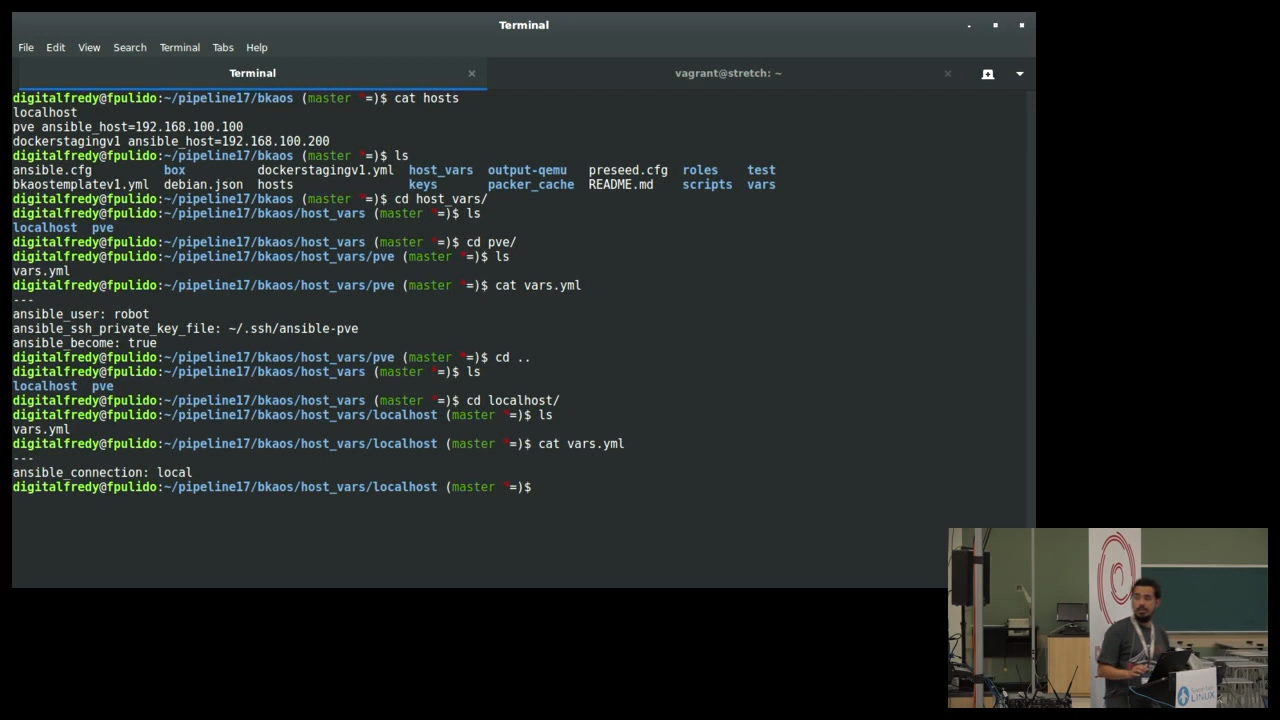 Terminal
File Edit View Search Terminal Tabs Help
Terminal
vagrant@stretch: ~
digitalfredy@fpulido:~/pipeline17/bkaos (master *=)$ cat hosts
localhost
pve ansible_host=192.168.100.100
dockerstagingv1 ansible_host=192.168.100.200
digitalfredy@fpulido:~/pipeline17/bkaos (master *=)$ ls
ansible.cfg box dockerstagingv1.yml host_vars output-qemu preseed.cfg roles test
bkaostemplatev1.yml debian.json hosts keys packer_cache README.md scripts vars
digitalfredy@fpulido:~/pipeline17/bkaos (master *=)$ cd host_vars/
digitalfredy@fpulido:~/pipeline17/bkaos/host_vars (master *=)$ ls
localhost pve
digitalfredy@fpulido:~/pipeline17/bkaos/host_vars (master *=)$ cd pve/
digitalfredy@fpulido:~/pipeline17/bkaos/host_vars/pve (master *=)$ ls
vars.yml
digitalfredy@fpulido:~/pipeline17/bkaos/host_vars/pve (master *=)$ cat vars.yml
---
ansible_user: robot
ansible_ssh_private_key_file: ~/.ssh/ansible-pve
ansible_become: true
digitalfredy@fpulido:~/pipeline17/bkaos/host_vars/pve (master *=)$ cd ..
digitalfredy@fpulido:~/pipeline17/bkaos/host_vars (master *=)$ ls
localhost pve
digitalfredy@fpulido:~/pipeline17/bkaos/host_vars (master *=)$ cd localhost/
digitalfredy@fpulido:~/pipeline17/bkaos/host_vars/localhost (master *=)$ ls
vars.yml
digitalfredy@fpulido:~/pipeline17/bkaos/host_vars/localhost (master *=)$ cat vars.yml
---
ansible_connection: local
digitalfredy@fpulido:~/pipeline17/bkaos/host_vars/localhost (master *=)$
LINUX